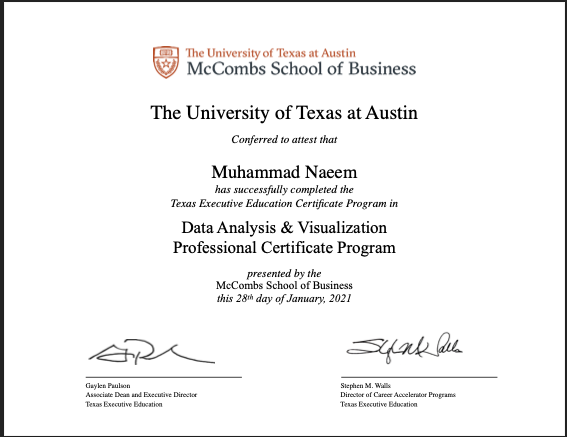 The University of Texas at Austin
McCombs School of Business
The University of Texas at Austin
Conferred to attest that
Muhammad Naeem
has successfully completed the
Texas Executive Education Certificate Program in
Data Analysis & Visualization
Professional Certificate Program
presented by the
McCombs School of Business
this 28th day of January, 2021
Gaylen Paulson
Associate Dean and Executive Director
Texas Executive Education
Stephen M. Walls
Director of Career Accelerator Programs
Texas Executive Education